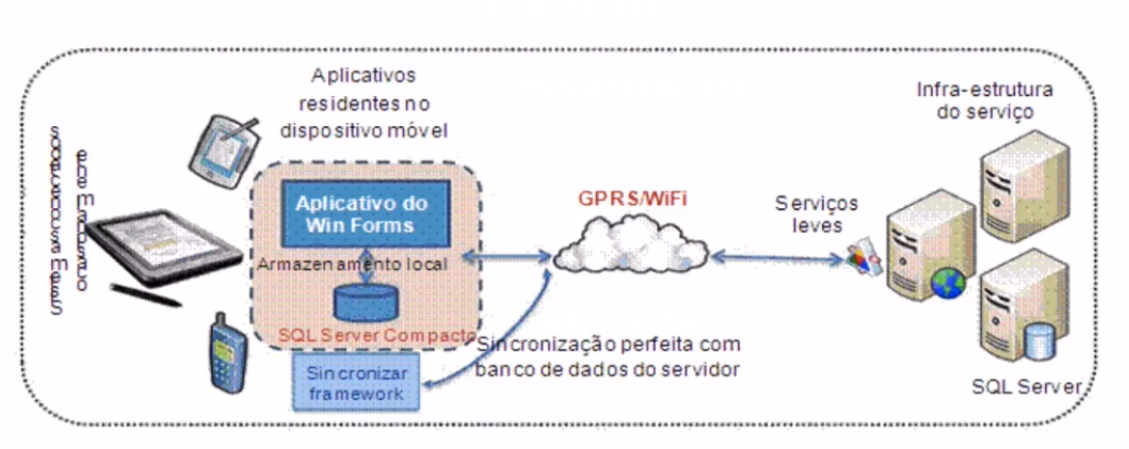 Aplicativos
residentes no
dispositivo móvel
Aplicativo do
Win Forms
Armazenamento local
SQL Server Compacto
Sincronizar
framework
GPRS/WiFi
Sincronização perfeita com
banco de dados do servidor
Serviços
leves
Infra-estrutura
do serviço
SQL Server